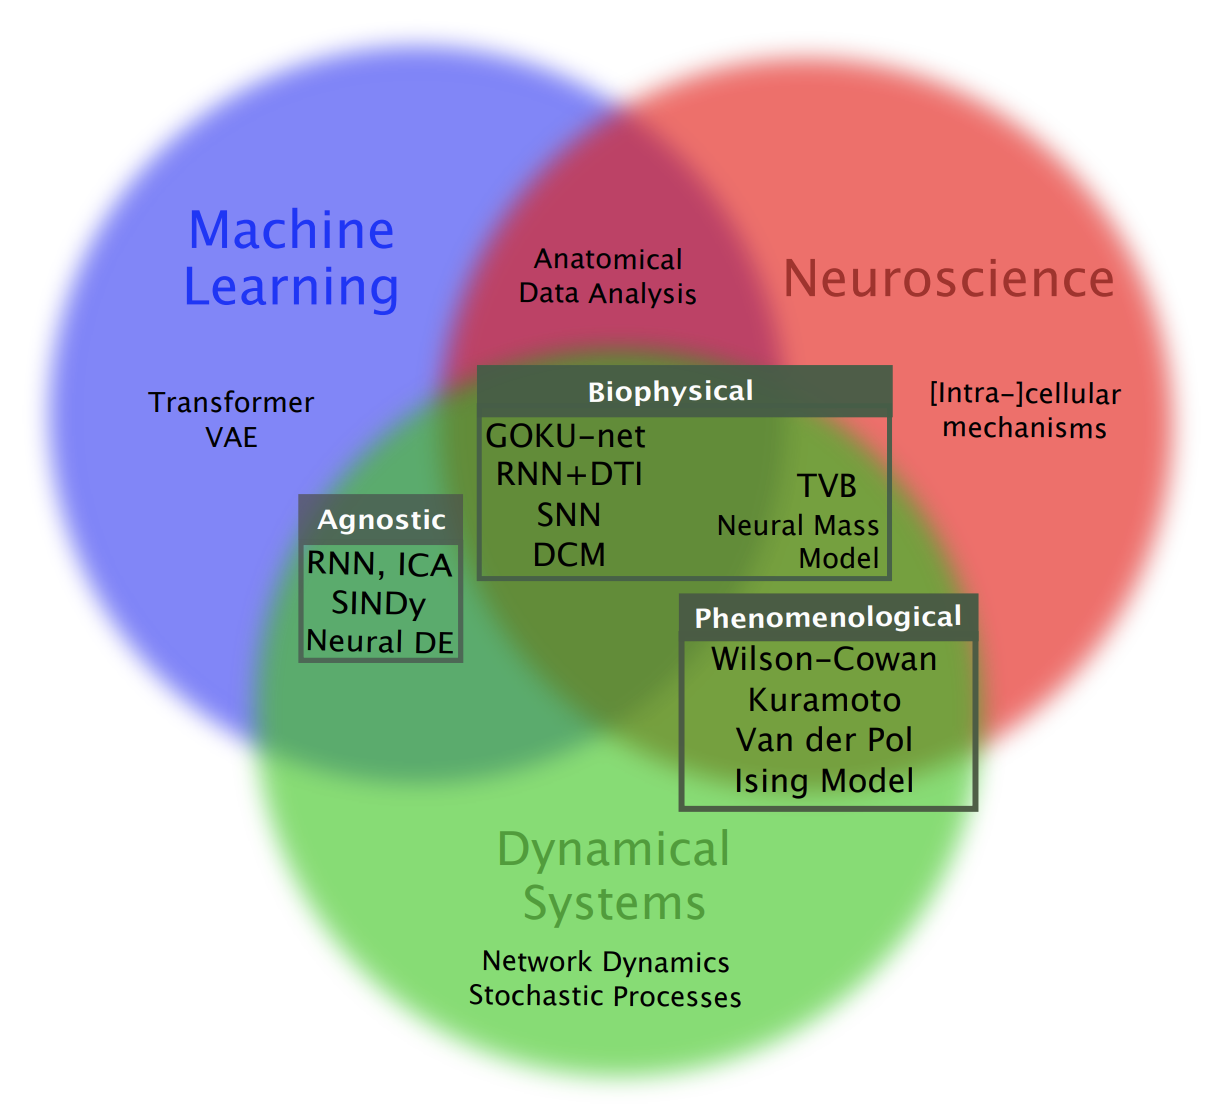 Machine
Learning
Transformer
VAE
Anatomical
Data Analysis
Neuroscience
[Intra-]cellular
mechanisms
Biophysical
GOKU-net
RNN+DTI
SNN
DCM
TVB
Neural Mass
Model
Agnostic
RNN, ICA
SINDy
Neural DE
Phenomenological
Wilson-Cowan
Kuramoto
Van der Pol
Ising Model
Dynamical
Systems
Network Dynamics
Stochastic Processes